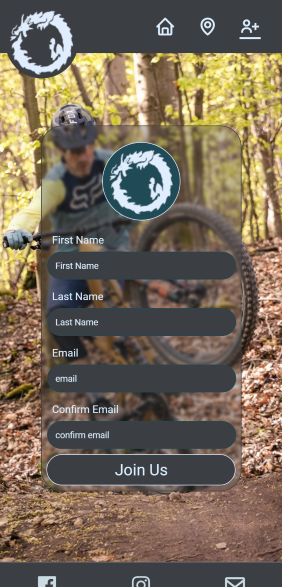 First Name
First Name
Last Name
Last Name
Email
email
Confirm Email
confirm email
Join Us